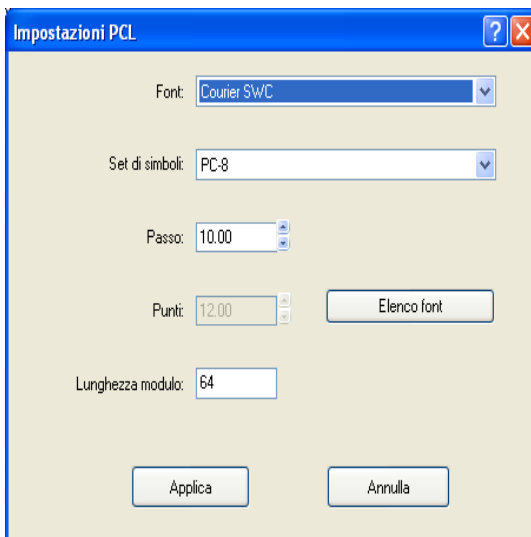 Impostazioni PCL
Font: Courier SWC
Set di simboli: PC-8
Passo: 10.00
Punti: 12.00 Elenco font
Lunghezza modulo: 64
Applica Annulla